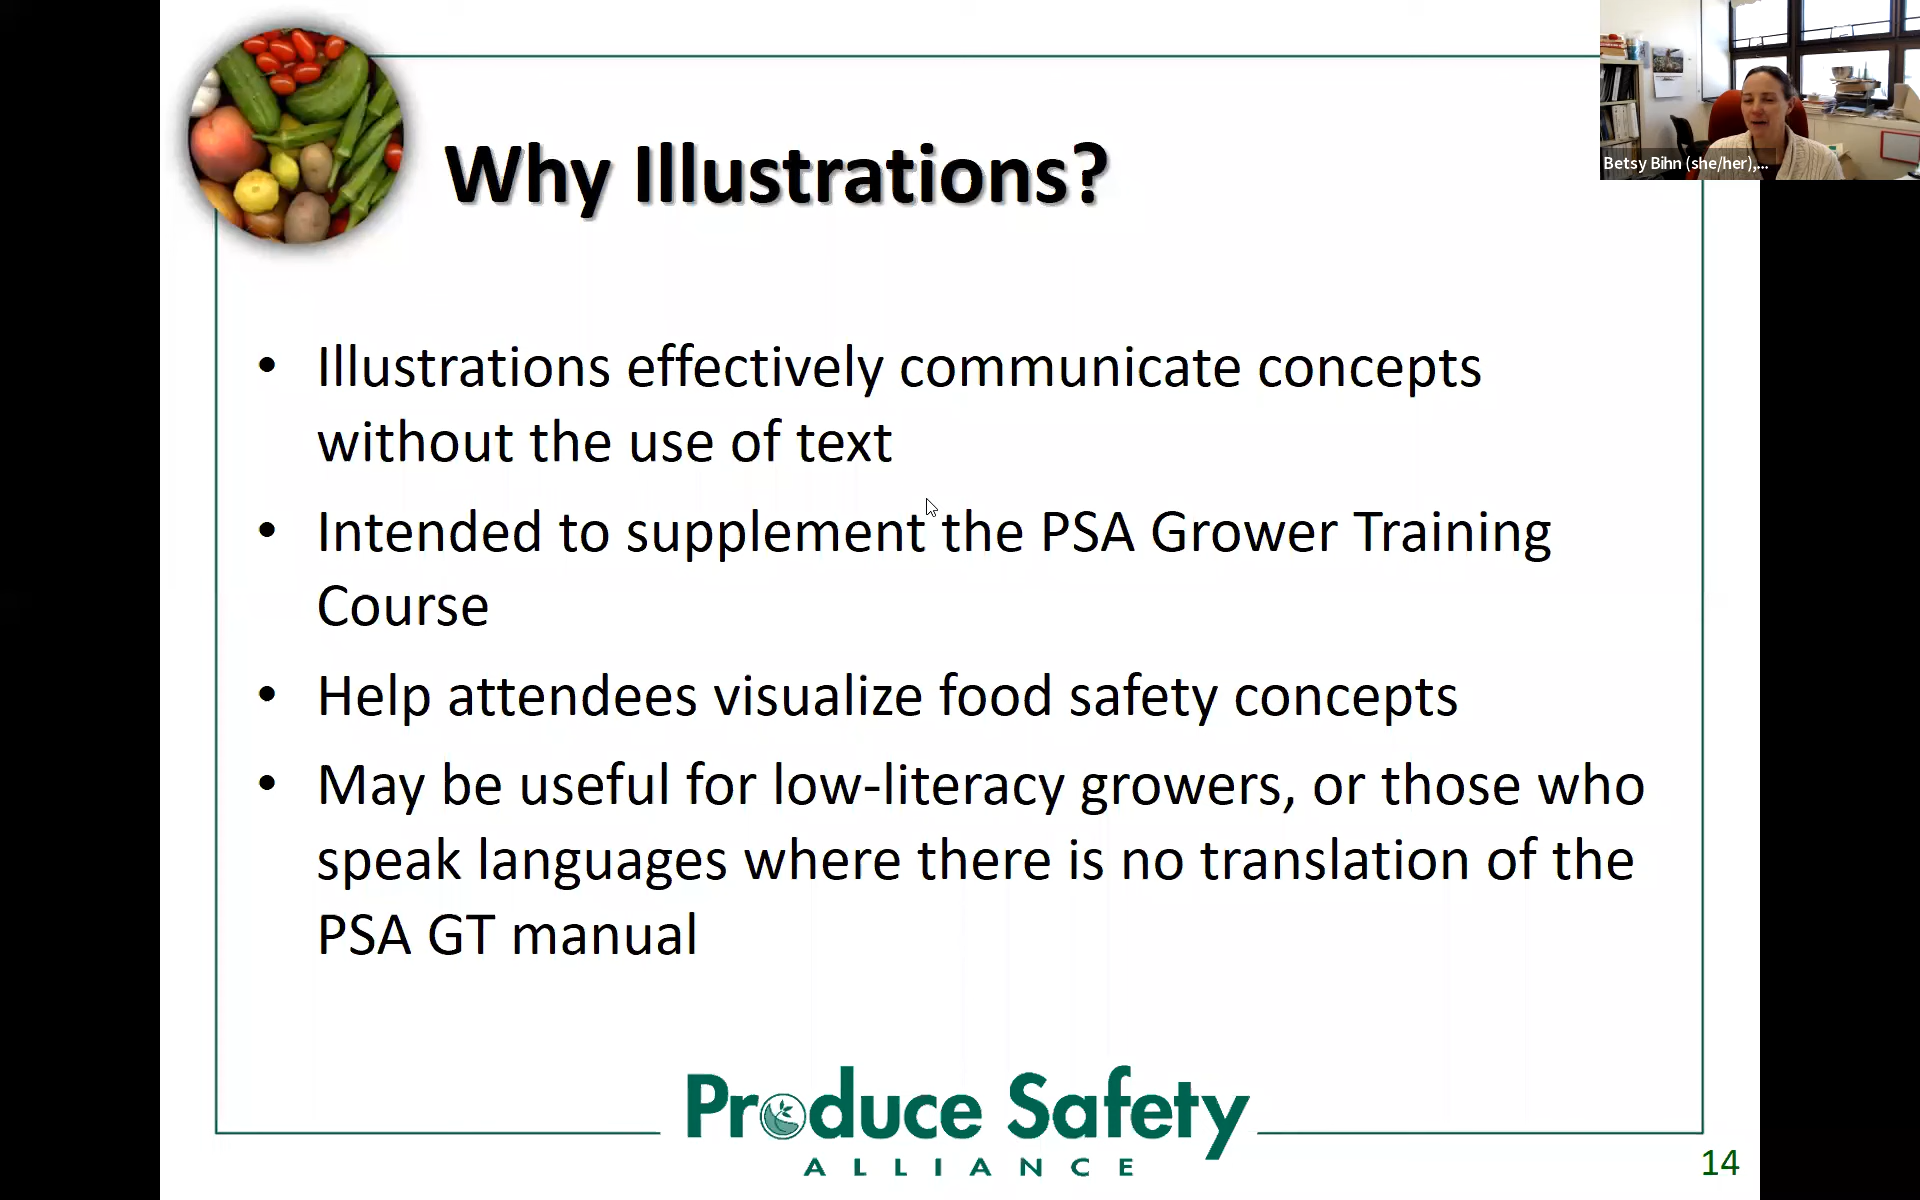 Why Illustrations?
Betsy Bihn (she/her),...
• Illustrations effectively communicate concepts
without the use of text
• Intended to supplement the PSA Grower Training
Course
• Help attendees visualize food safety concepts
• May be useful for low-literacy growers, or those who
speak languages where there is no translation of the
PSA GT manual
Produce Safety
ALLIANCE
14